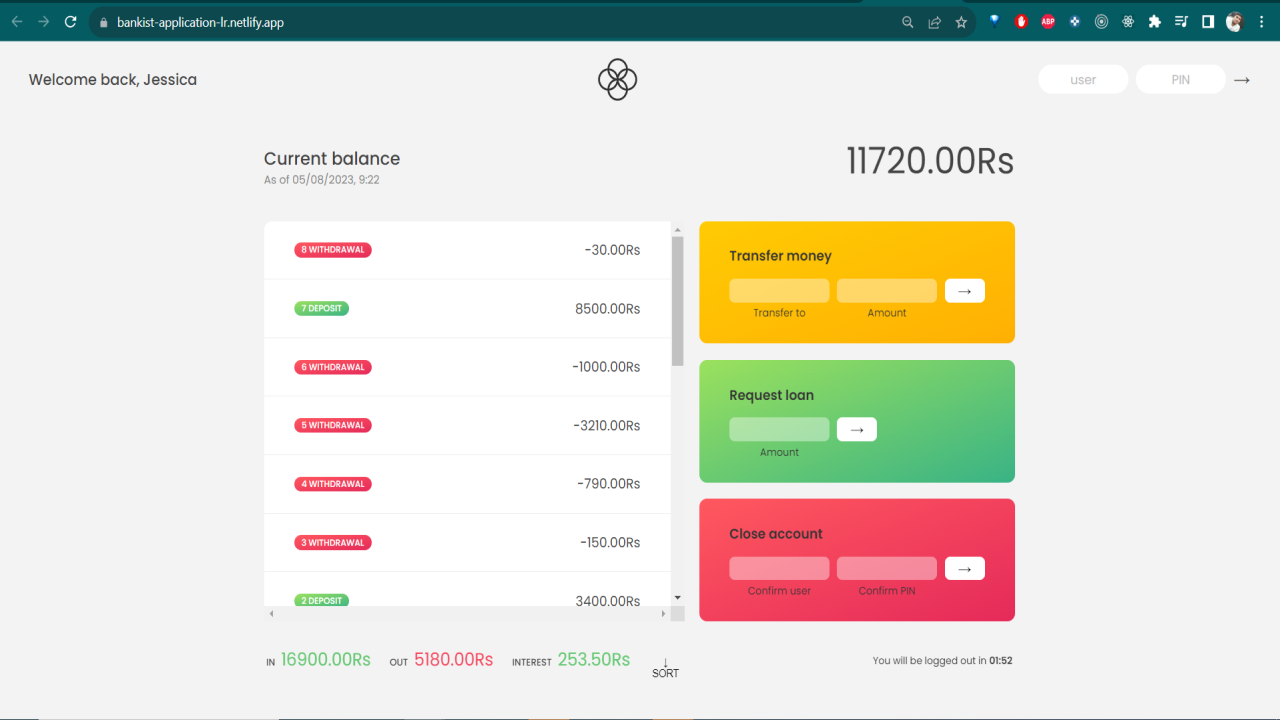 bankist-application-lr.netlify.app
ABP
Welcome back, Jessica
user PIN →
Current balance
As of 05/08/2023, 9:22
11720.00Rs
8 WITHDRAWAL -30.00Rs
7 DEPOSIT 8500.00Rs
6 WITHDRAWAL -1000.00Rs
5 WITHDRAWAL -3210.00Rs
4 WITHDRAWAL -790.00Rs
3 WITHDRAWAL -150.00Rs
2 DEPOSIT 3400.00Rs
Transfer money
→
Transfer to Amount
Request loan
→
Amount
Close account
→
Confirm user Confirm PIN
IN 16900.00Rs OUT 5180.00Rs INTEREST 253.50Rs
↓
SORT
You will be logged out in 01:52